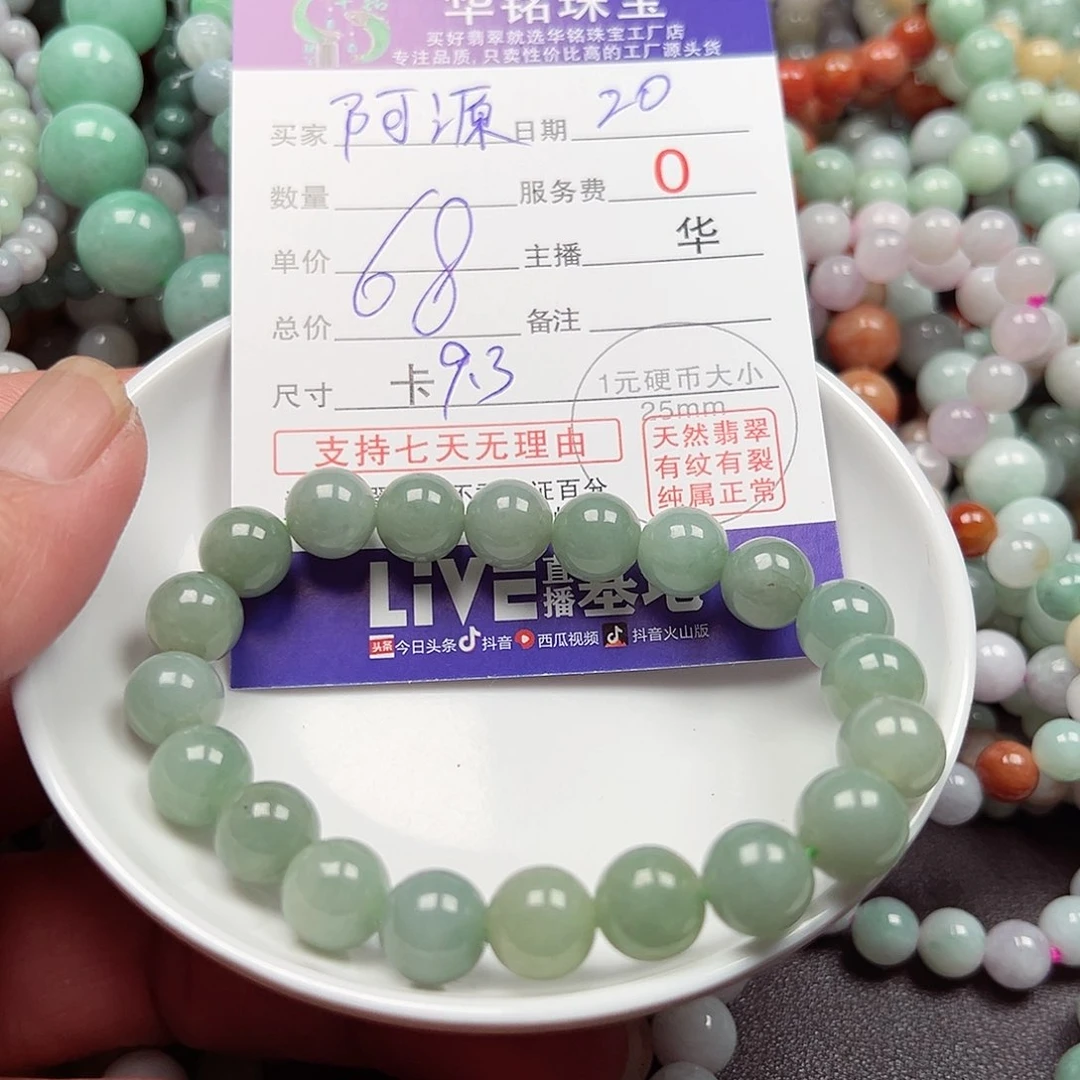 华铭珠宝
买好翡翠就选华铭珠宝工厂店
专注品质,只卖性价比高的工厂源头货
买家 阿源 日期 20
数量 服务费 0
单价 68 主播 华
总价 备注
尺寸 卡 9.3
1元硬币大小
25mm
支持七天无理由
天然翡翠
有纹有裂
纯属正常
证百分
LiVE 直播基地
头条 今日头条 抖音 西瓜视频 抖音火山版